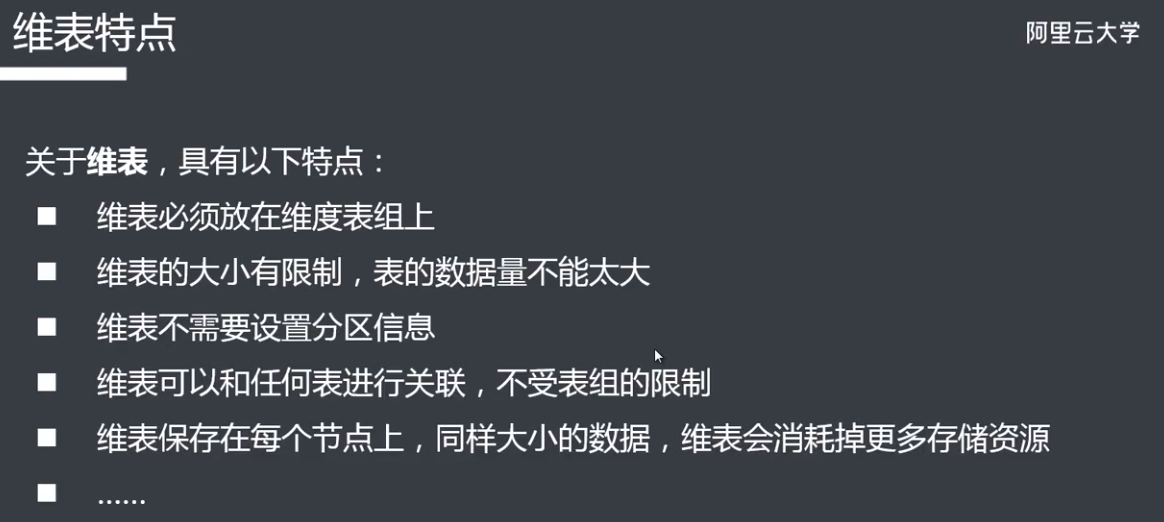 维表特点
阿里云大学
关于维表，具有以下特点：
■ 维表必须放在维度表组上
■ 维表的大小有限制，表的数据量不能太大
■ 维表不需要设置分区信息
■ 维表可以和任何表进行关联，不受表组的限制
■ 维表保存在每个节点上，同样大小的数据，维表会消耗掉更多存储资源
■ ……